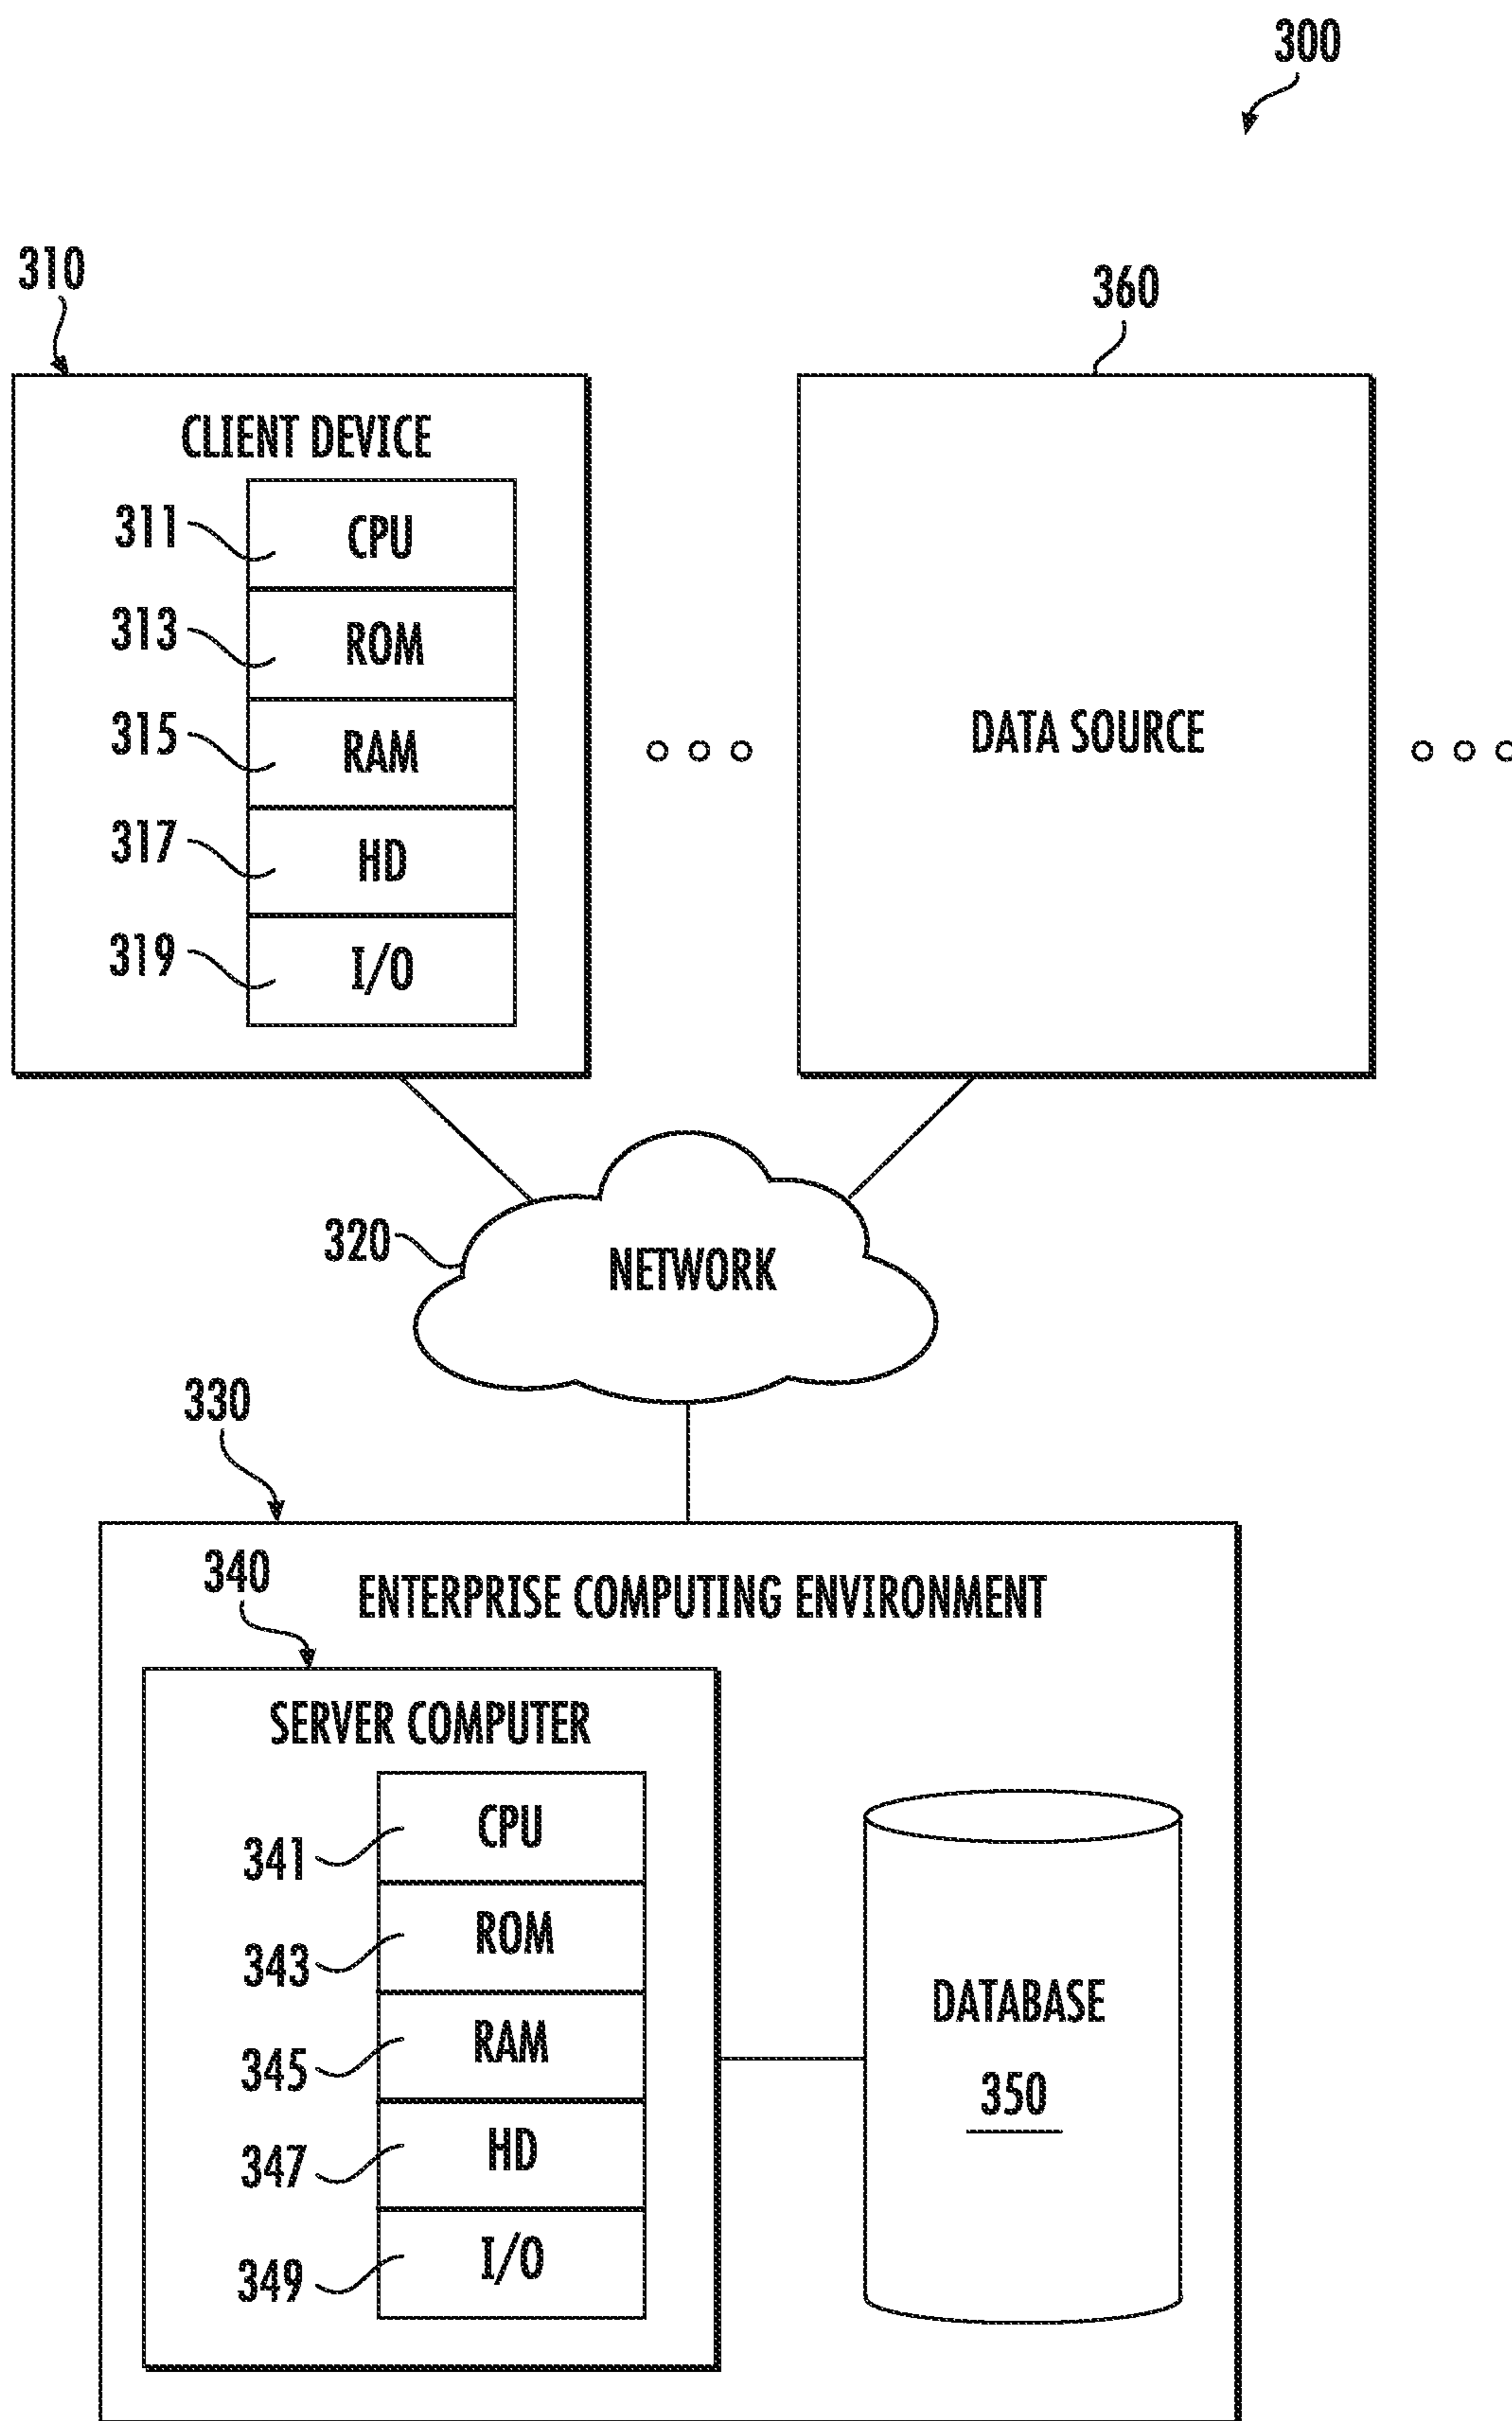 300
310
360
CLIENT DEVICE
311
CPU
313
ROM
315
RAM
317
HD
319
I/O
DATA SOURCE
320
NETWORK
330
340
ENTERPRISE COMPUTING ENVIRONMENT
SERVER COMPUTER
341
CPU
343
ROM
345
RAM
347
HD
349
I/O
DATABASE
350